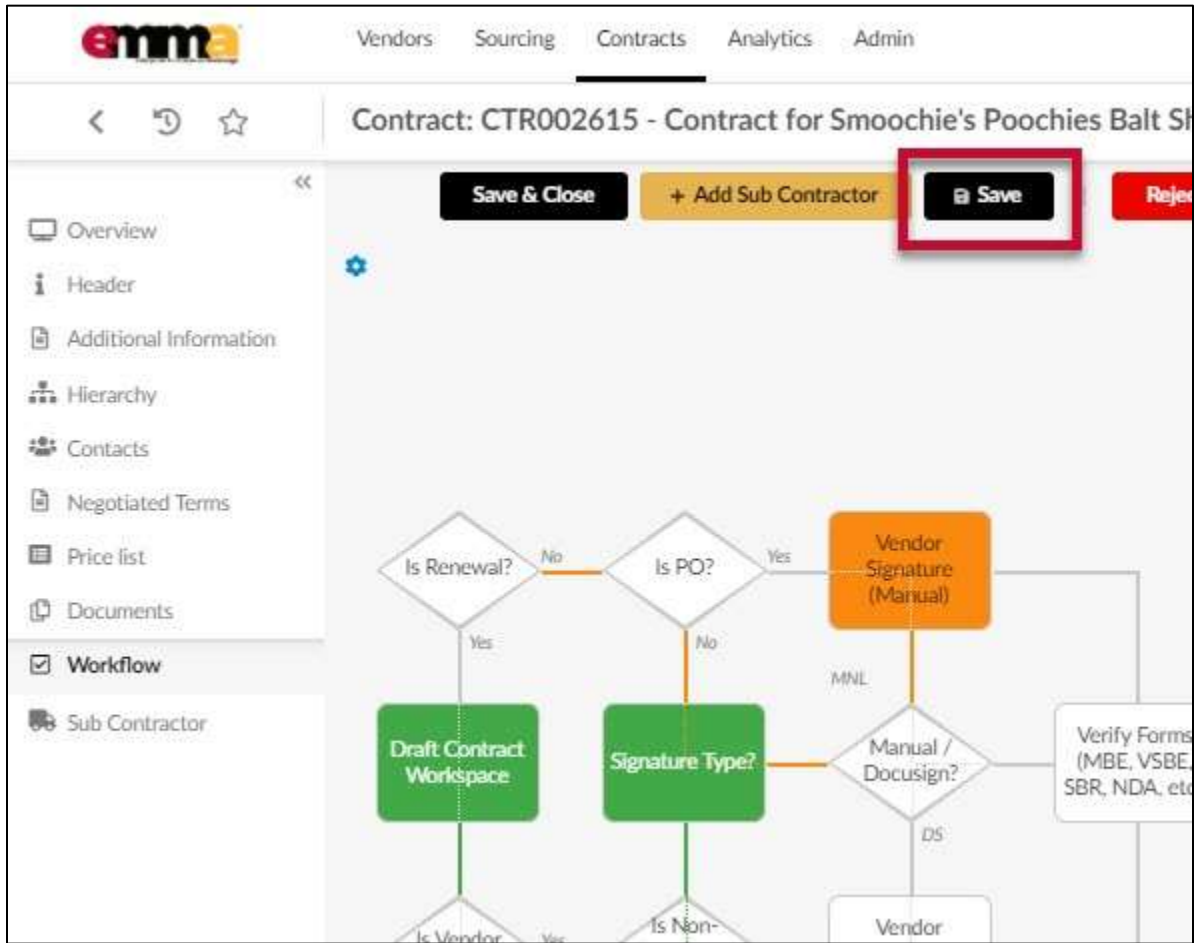 emma
Vendors Sourcing Contracts Analytics Admin
Contract: CTR002615 - Contract for Smoochie's Poochies Balt Sh
Save & Close
+ Add Sub Contractor
Save
Rejec
Overview
Header
Additional Information
Hierarchy
Contacts
Negotiated Terms
Price list
Documents
Workflow
Sub Contractor
Is Renewal?
No
Is PO?
Yes
Vendor
Signature
(Manual)
Yes
No
MNL
Draft Contract
Workspace
Signature Type?
Manual /
Docusign?
Verify Forms
(MBE, VSBE,
SBR, NDA, etc
DS
Is Vendor
Yes
Is Non-
Vendor